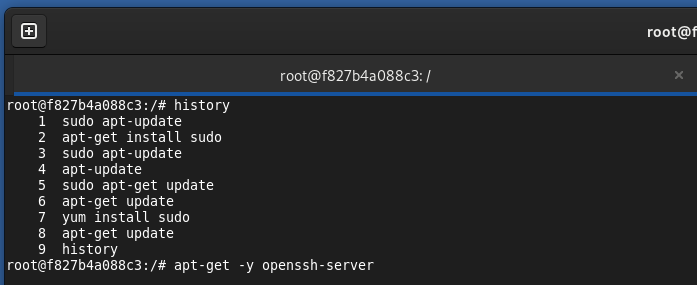 root@f
root@f827b4a088c3: /
root@f827b4a088c3:/# history
1 sudo apt-update
2 apt-get install sudo
3 sudo apt-update
4 apt-update
5 sudo apt-get update
6 apt-get update
7 yum install sudo
8 apt-get update
9 history
root@f827b4a088c3:/# apt-get -y openssh-server